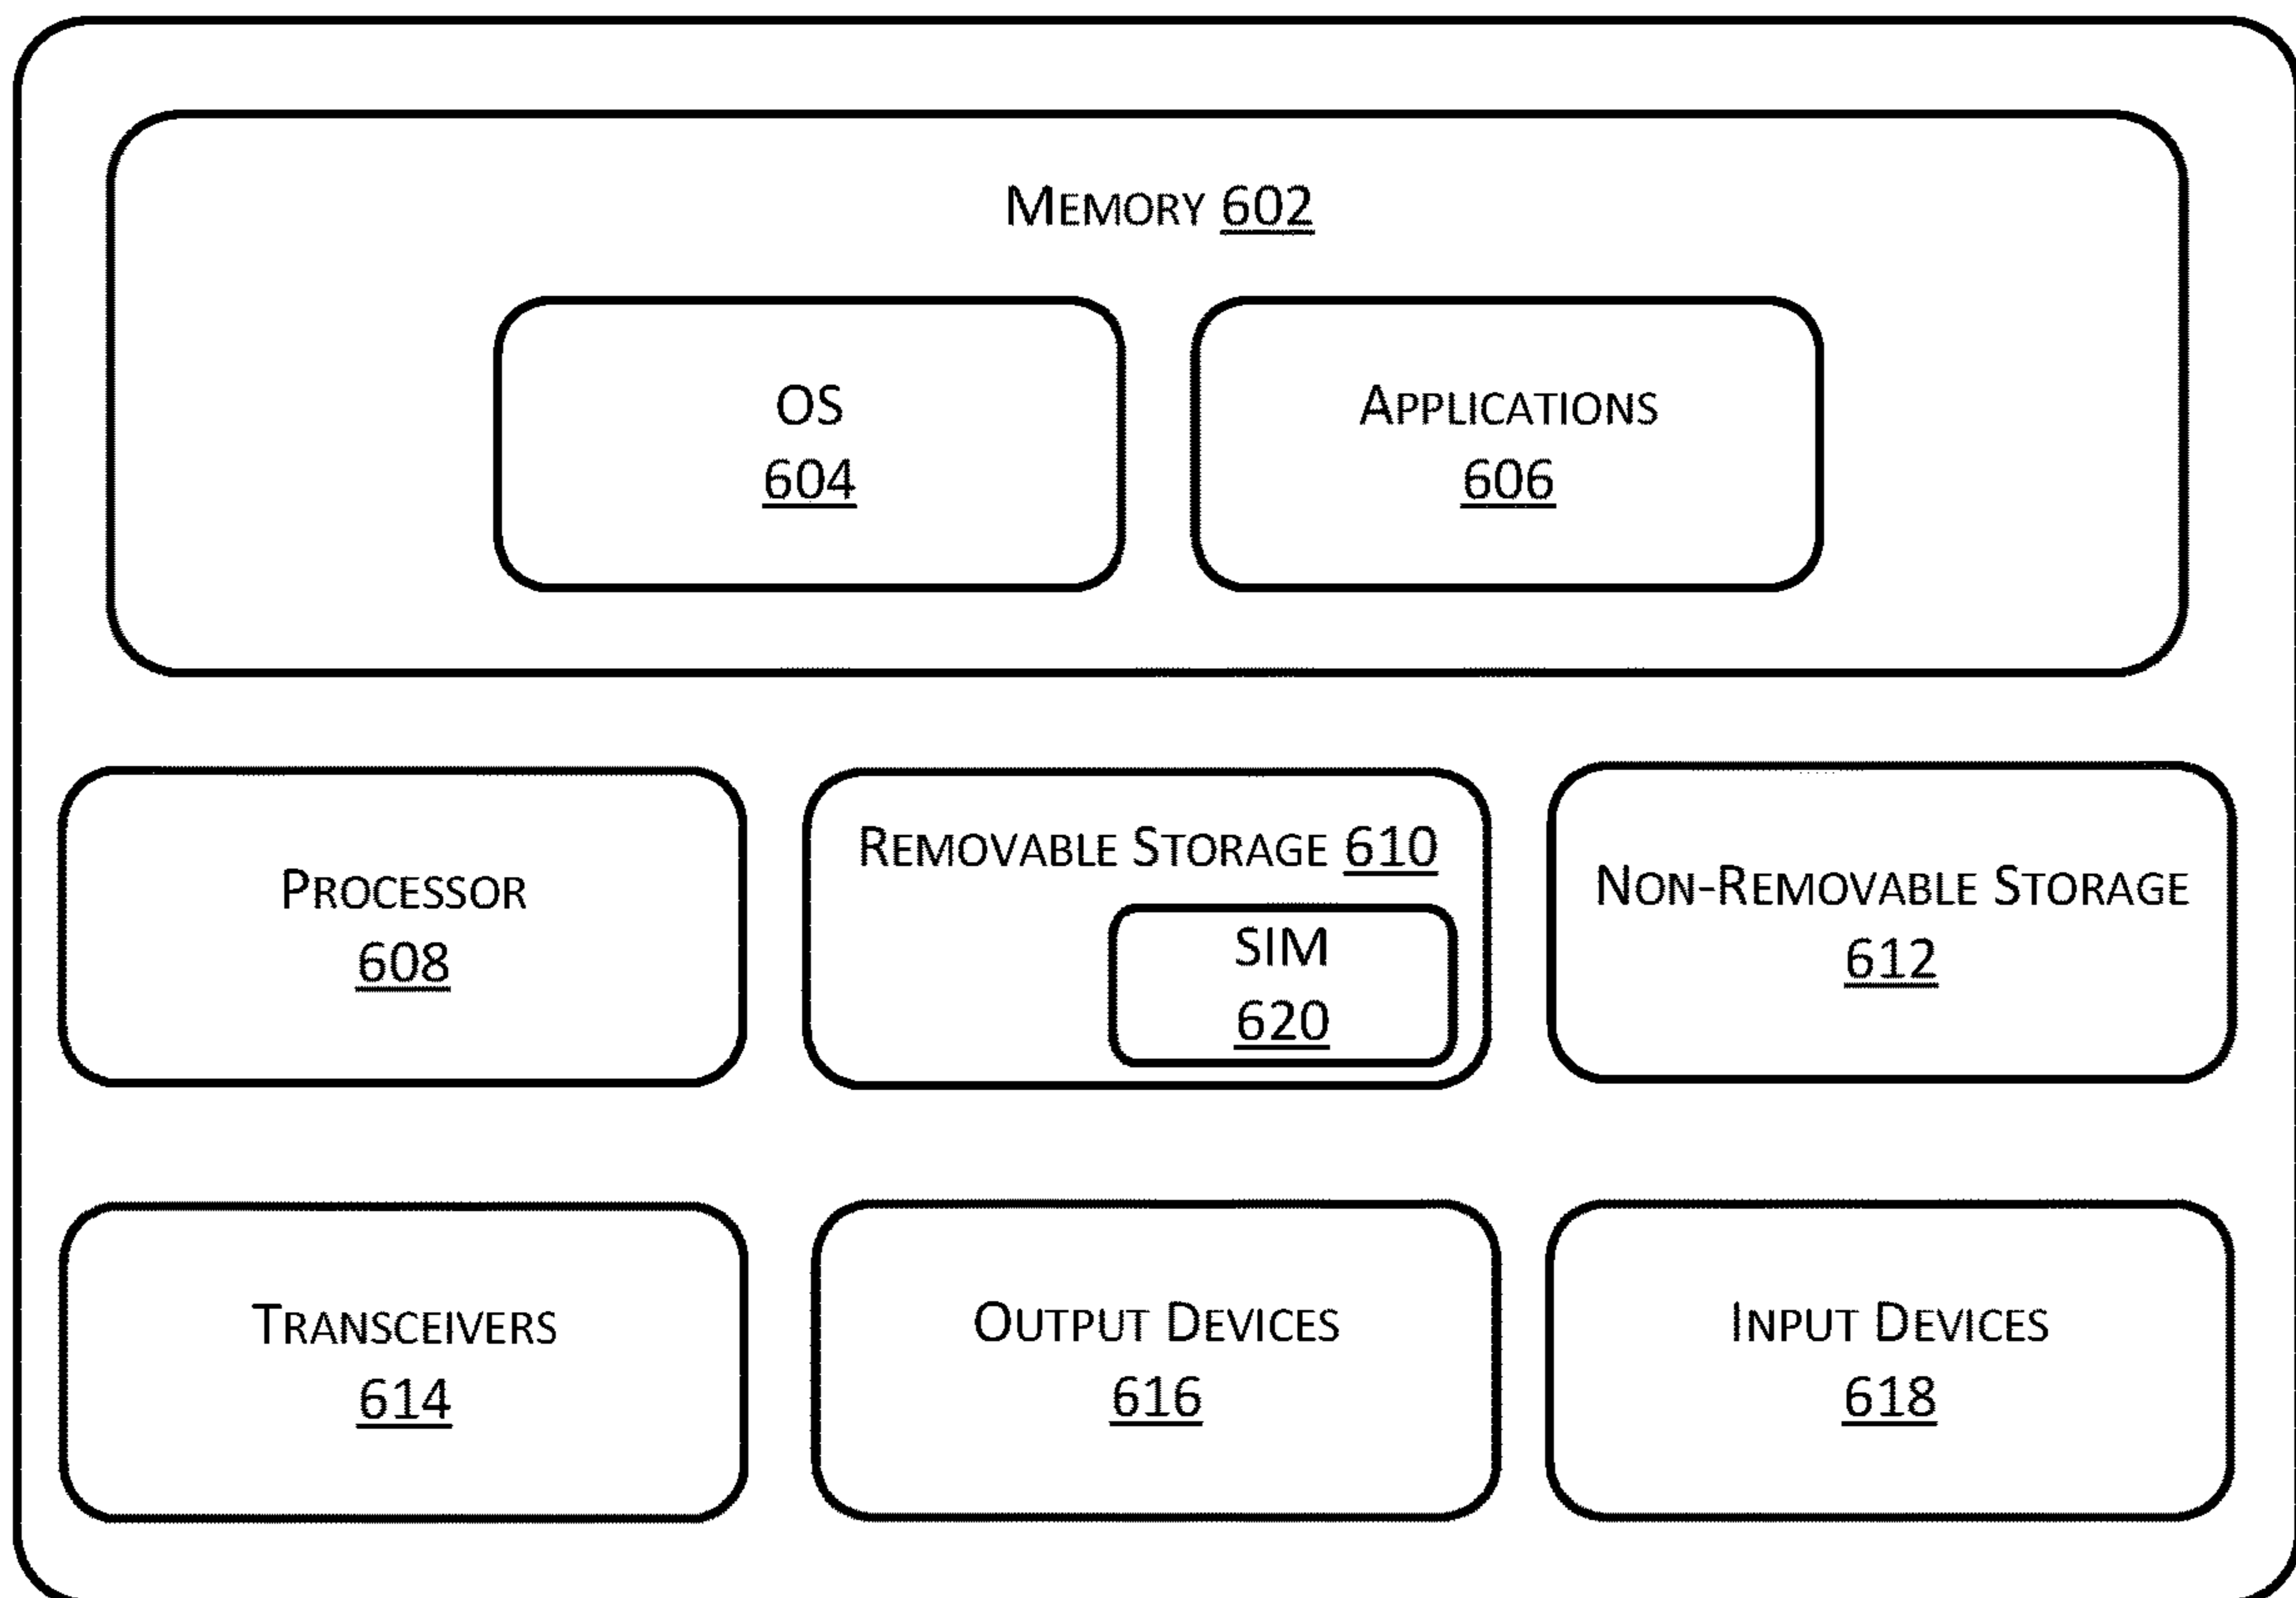 MEMORY 602
OS
604
APPLICATIONS
606
PROCESSOR
608
REMOVABLE STORAGE 610
SIM
620
NON-REMOVABLE STORAGE
612
TRANSCEIVERS
614
OUTPUT DEVICES
616
INPUT DEVICES
618